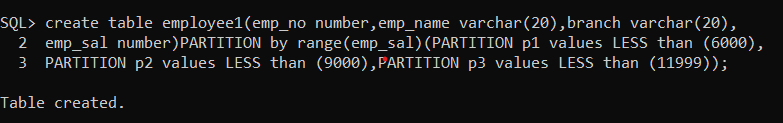 SQL> create table employee1(emp_no number,emp_name varchar(20),branch varchar(20),
2 emp_sal number)PARTITION by range(emp_sal)(PARTITION p1 values LESS than (6000),
3 PARTITION p2 values LESS than (9000),PARTITION p3 values LESS than (11999));
Table created.